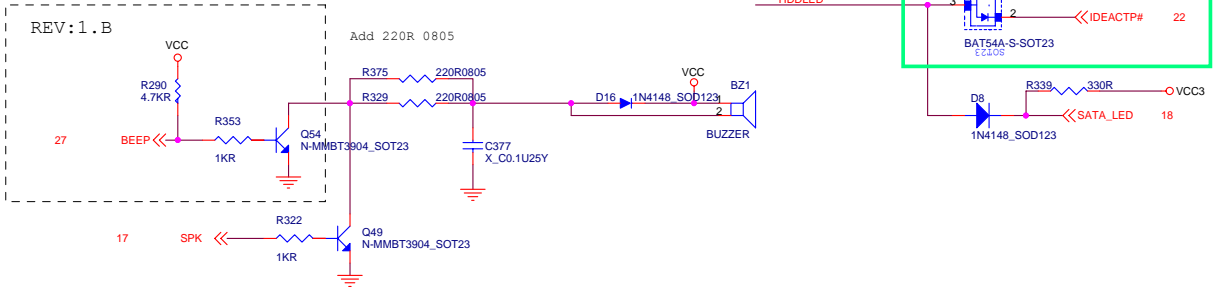 HDDLED
3
2
IDEACTP#
22
BAT54A-S-SOT23
SOT23
REV:1.B
Add 220R 0805
VCC
R290
4.7KR
R375
220R0805
R329
220R0805
VCC
D16
1N4148_SOD123
1
2
BZ1
BUZZER
R339
330R
VCC3
D8
SATA_LED
18
1N4148_SOD123
27
BEEP
R353
1KR
Q54
N-MMBT3904_SOT23
C377
X_C0.1U25Y
17
SPK
R322
1KR
Q49
N-MMBT3904_SOT23